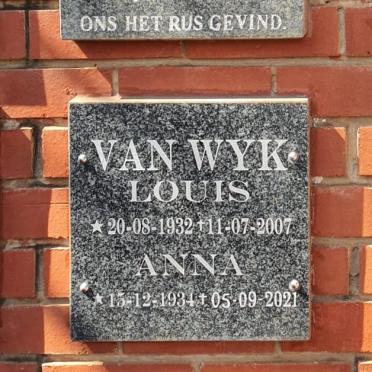 ONS HET RUS GEVIND.
VAN WYK
LOUIS
★20-08-1932 ✝11-07-2007
ANNA
★15-12-1934 ✝05-09-2021